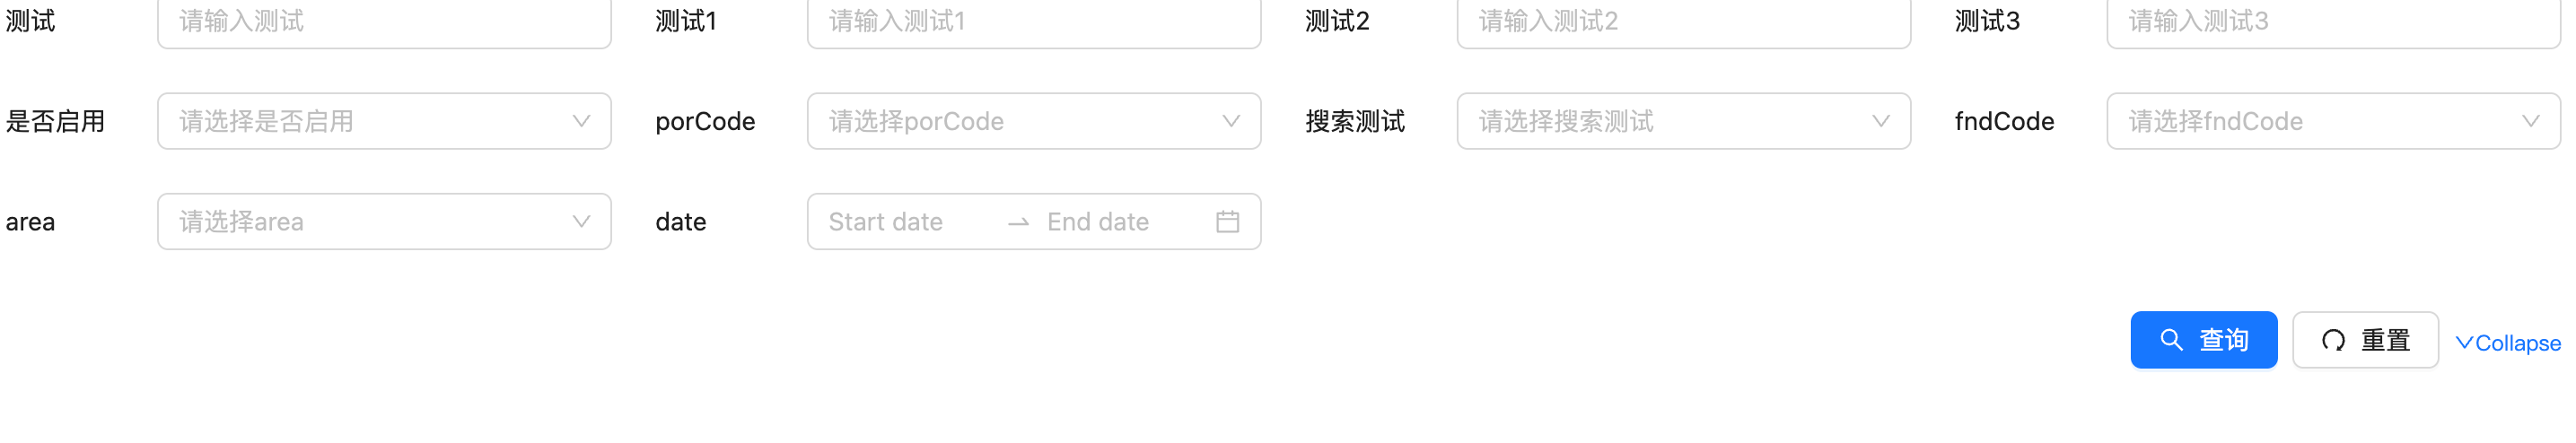 测试 请输入测试 测试1 请输入测试1 测试2 请输入测试2 测试3 请输入测试3
是否启用 请选择是否启用 porCode 请选择porCode 搜索测试 请选择搜索测试 fndCode 请选择fndCode
area 请选择area date Start date End date
查询 重置 Collapse